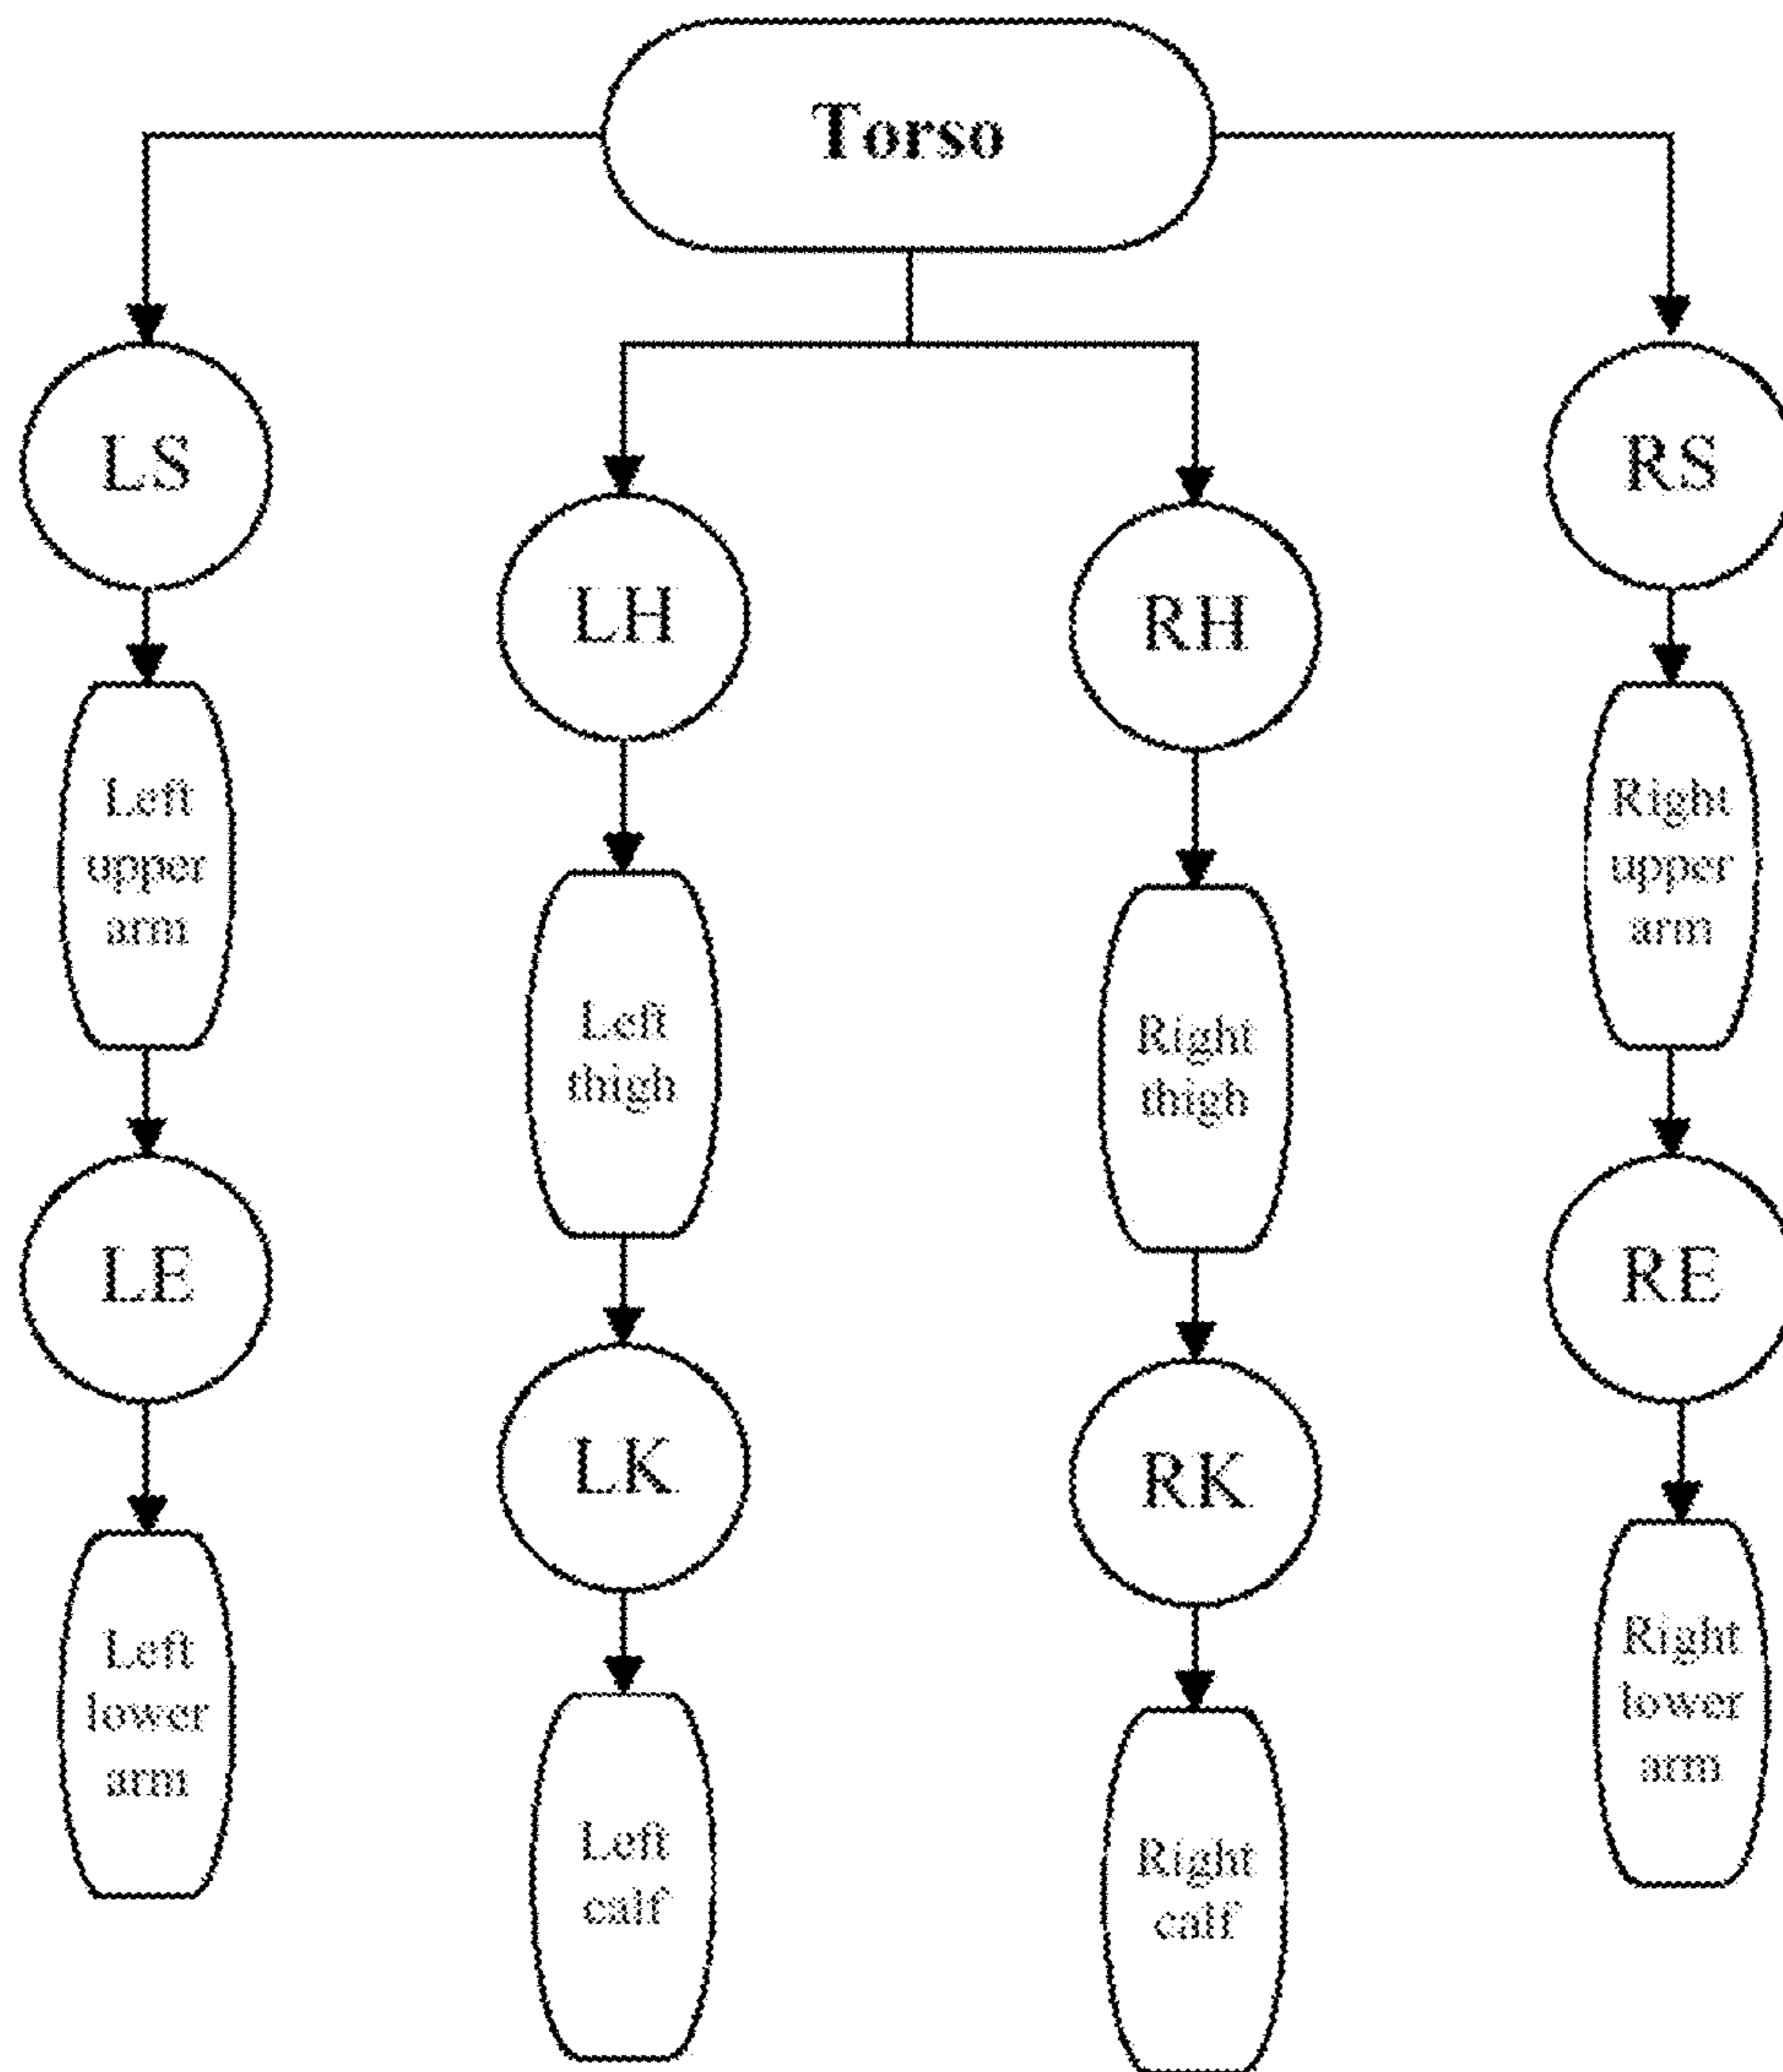 Torso
LS
RS
LH
RH
Left
upper
arm
Right
upper
arm
Left
thigh
Right
thigh
LE
RE
LK
RK
Left
lower
arm
Right
lower
arm
Left
calf
Right
calf